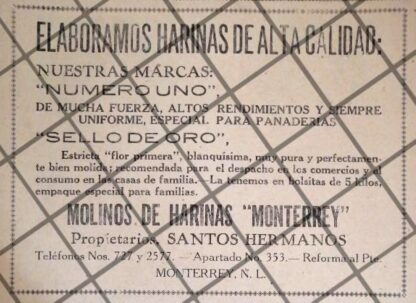 ELABORAMOS HARINAS DE ALTA CALIDAD:
NUESTRAS MARCAS:
"NUMERO UNO",
DE MUCHA FUERZA, ALTOS RENDIMIENTOS Y SIEMPRE
UNIFORME, ESPECIAL PARA PANADERIAS
"SELLO DE ORO",
Estricta "flor primera", blanquísima, muy pura y perfectamen-
te bien molida; recomendada para el despacho en los comercios y el
consumo en las casas de familia.—La tenemos en bolsitas de 5 kilos,
empaque especial para familias.
MOLINOS DE HARINAS "MONTERREY"
Propietarios, SANTOS HERMANOS
Teléfonos Nos. 727 y 2577.—Apartado No. 353.—Reforma al Pte.
MONTERREY, N. L.